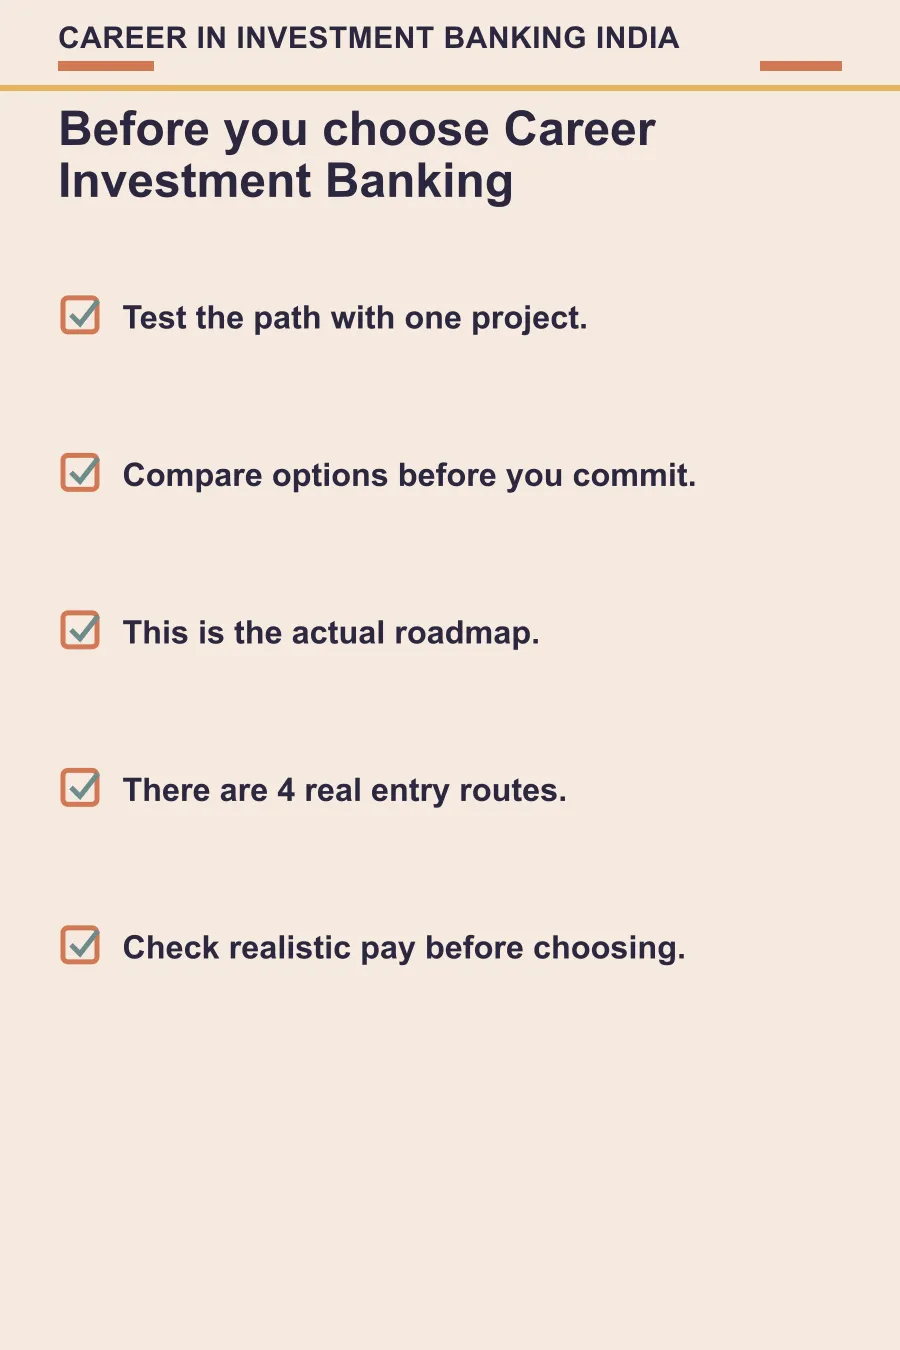 CAREER IN INVESTMENT BANKING INDIA
Before you choose Career
Investment Banking
Test the path with one project.
Compare options before you commit.
This is the actual roadmap.
There are 4 real entry routes.
Check realistic pay before choosing.